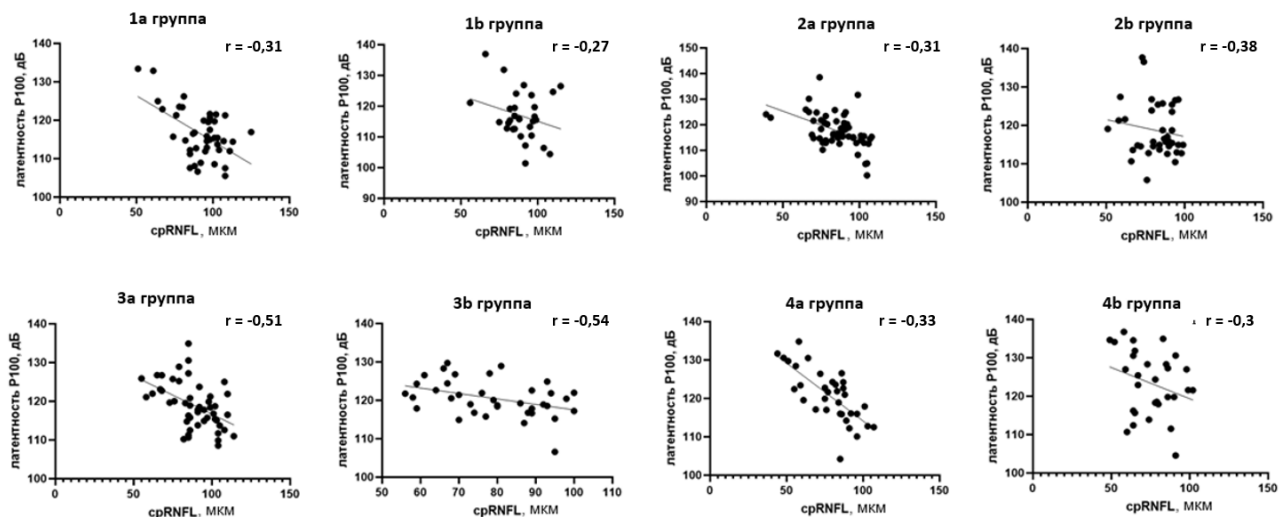 1а группа
r = -0,31
латентность P100, дБ
140
130
120
110
100
0
50
100
150
cpRNFL, МКМ
1b группа
r = -0,27
латентность P100, дБ
140
130
120
110
100
90
0
50
100
150
cpRNFL, МКМ
2а группа
r = -0,31
латентность P100, дБ
150
140
130
120
110
100
90
0
50
100
150
cpRNFL, МКМ
2b группа
r = -0,38
латентность P100, дБ
140
130
120
110
100
0
50
100
150
cpRNFL, МКМ
3а группа
r = -0,51
латентность P100, дБ
140
130
120
110
100
0
50
100
150
cpRNFL, МКМ
3b группа
r = -0,54
латентность P100, дБ
140
130
120
110
100
50
60
70
80
90
100
110
cpRNFL, МКМ
4а группа
r = -0,33
латентность P100, дБ
140
130
120
110
100
0
50
100
150
cpRNFL, МКМ
4b группа
r = -0,3
латентность P100, дБ
140
130
120
110
100
0
50
100
150
cpRNFL, МКМ